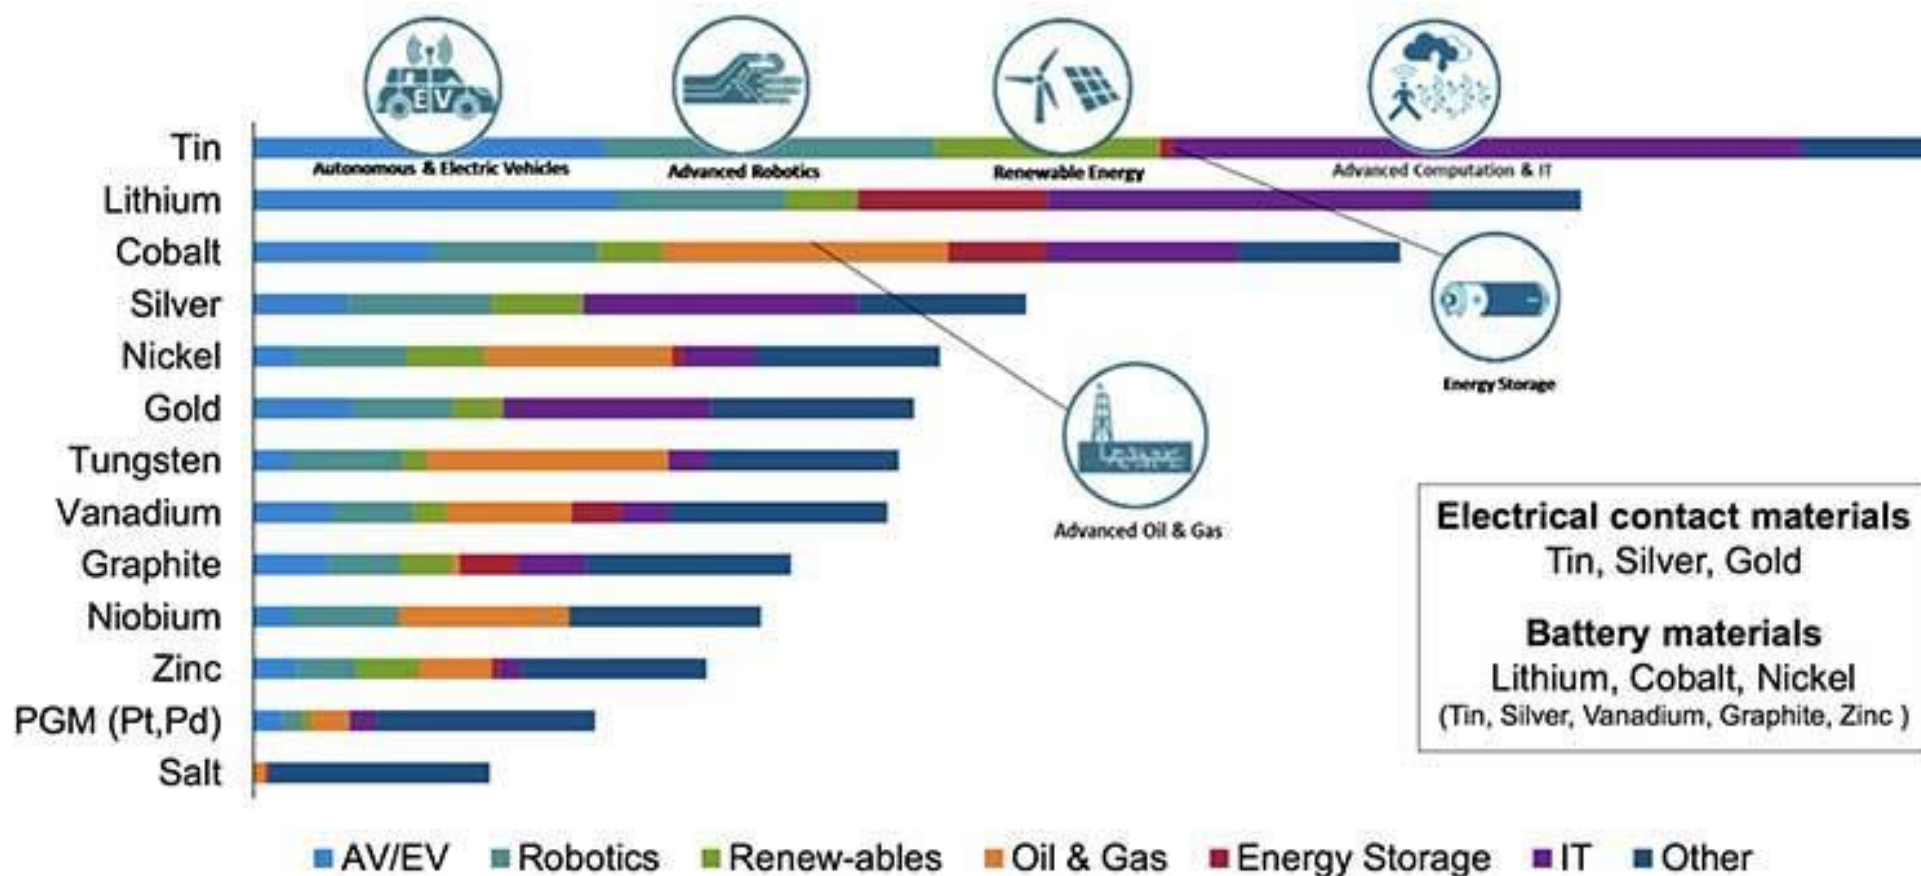 EV
Tin
Autonomous & Electric Vehicles
Advanced Robotics
Renewable Energy
Advanced Computation & IT
Lithium
Cobalt
Silver
Nickel
Energy Storage
Gold
Tungsten
Vanadium
Advanced Oil & Gas
Graphite
Niobium
Zinc
PGM (Pt,Pd)
Salt
Electrical contact materials
Tin, Silver, Gold
Battery materials
Lithium, Cobalt, Nickel
(Tin, Silver, Vanadium, Graphite, Zinc )
AV/EV
Robotics
Renew-ables
Oil & Gas
Energy Storage
IT
Other